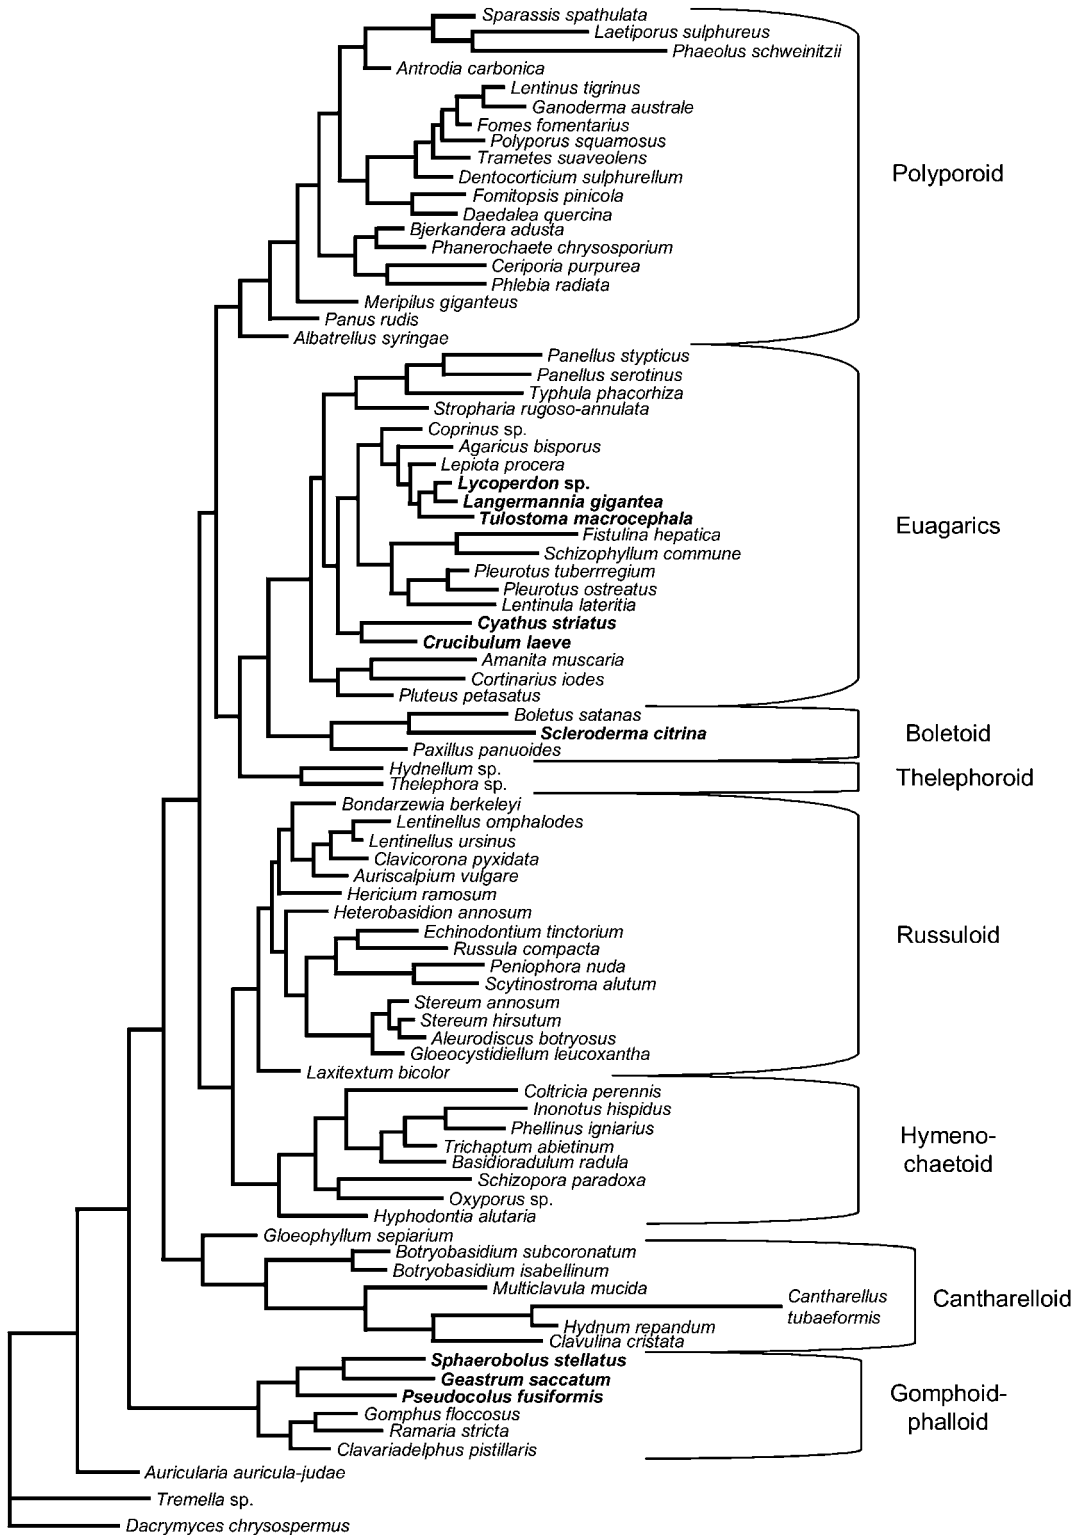 Sparassis spathulata
Laetiporus sulphureus
Phaeolus schweinitzii
Antrodia carbonica
Lentinus tigrinus
Ganoderma australe
Fomes fomentarius
Polyporus squamosus
Trametes suaveolens
Dentocorticium sulphurellum
Polyporoid
Fomitopsis pinicola
Daedalea quercina
Bjerkandera adusta
Phanerochaete chrysosporium
Ceriporia purpurea
Phlebia radiata
Meripilus giganteus
Panus rudis
Albatrellus syringae
Panellus stypticus
Panellus serotinus
Typhula phacorhiza
Stropharia rugoso-annulata
Coprinus sp.
Agaricus bisporus
Lepiota procera
Lycoperdon sp.
Langermannia gigantea
Tulostoma macrocephala
Euagarics
Fistulina hepatica
Schizophyllum commune
Pleurotus tuberrregium
Pleurotus ostreatus
Lentinula lateritia
Cyathus striatus
Crucibulum laeve
Amanita muscaria
Cortinarius iodes
Pluteus petasatus
Boletus satanas
Scleroderma citrina
Boletoid
Paxillus panuoides
Hydnellum sp.
Thelephoroid
Thelephora sp.
Bondarzewia berkeleyi
Lentinellus omphalodes
Lentinellus ursinus
Clavicorona pyxidata
Auriscalpium vulgare
Hericium ramosum
Heterobasidion annosum
Echinodontium tinctorium
Russuloid
Russula compacta
Peniophora nuda
Scytinostroma alutum
Stereum annosum
Stereum hirsutum
Aleurodiscus botryosus
Gloeocystidiellum leucoxantha
Laxitextum bicolor
Coltricia perennis
Inonotus hispidus
Phellinus igniarius
Hymeno-
chaetoid
Trichaptum abietinum
Basidioradulum radula
Schizopora paradoxa
Oxyporus sp.
Hyphodontia alutaria
Gloeophyllum sepiarium
Botryobasidium subcoronatum
Botryobasidium isabellinum
Multiclavula mucida
Cantharellus
tubaeformis
Cantharelloid
Hydnum repandum
Clavulina cristata
Sphaerobolus stellatus
Geastrum saccatum
Pseudocolus fusiformis
Gomphoid-
phalloid
Gomphus floccosus
Ramaria stricta
Clavariadelphus pistillaris
Auricularia auricula-judae
Tremella sp.
Dacrymyces chrysospermus